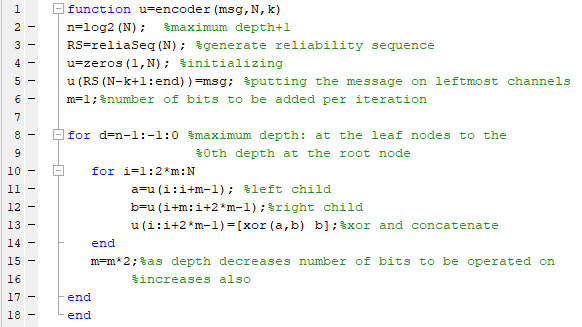 1 function u=encoder(msg,N,k)
2 - n=log2(N); %maximum depth+1
3 - RS=reliaSeq(N); %generate reliability sequence
4 - u=zeros(1,N); %initializing
5 - u(RS(N-k+1:end))=msg; %putting the message on leftmost channels
6 - m=1;%number of bits to be added per iteration
7
8 - for d=n-1:-1:0 %maximum depth: at the leaf nodes to the
9 %0th depth at the root node
10 - for i=1:2*m:N
11 - a=u(i:i+m-1); %left child
12 - b=u(i+m:i+2*m-1);%right child
13 - u(i:i+2*m-1)=[xor(a,b) b];%xor and concatenate
14 - end
15 - m=m*2;%as depth decreases number of bits to be operated on
16 %increases also
17 - end
18 - end